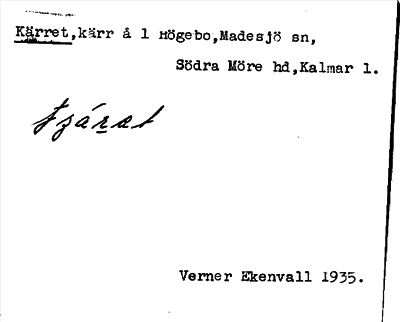 Kärret,kärr å 1 Högebo,Madesjö sn,
Södra Möre hd,Kalmar l.
Verner Ekenvall 1935.